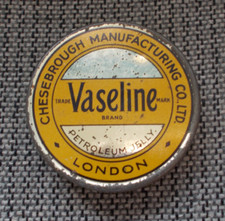 CHESEBROUGH MANUFACTURING CO. LTD
TRADE MARK
Vaseline
BRAND
PETROLEUM JELLY.
LONDON